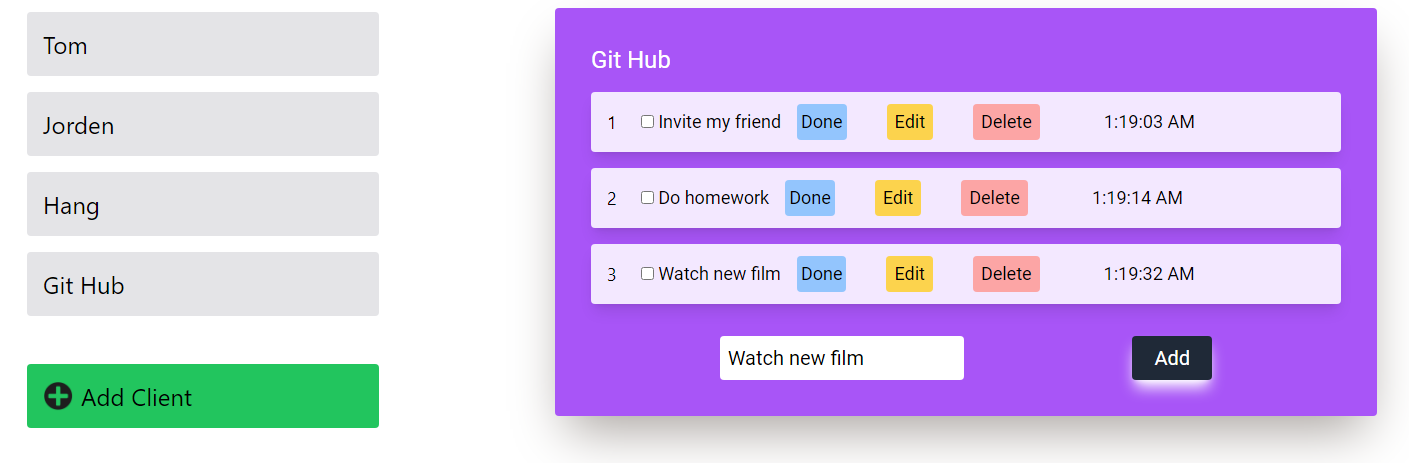 Tom
Jorden
Hang
Git Hub
Add Client
Git Hub
1 Invite my friend Done Edit Delete 1:19:03 AM
2 Do homework Done Edit Delete 1:19:14 AM
3 Watch new film Done Edit Delete 1:19:32 AM
Watch new film Add